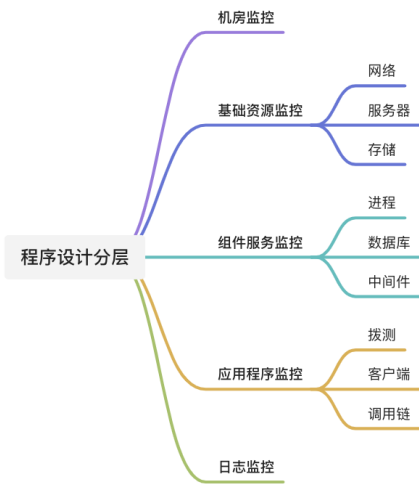 程序设计分层
机房监控
基础资源监控
网络
服务器
存储
组件服务监控
进程
数据库
中间件
应用程序监控
拨测
客户端
调用链
日志监控